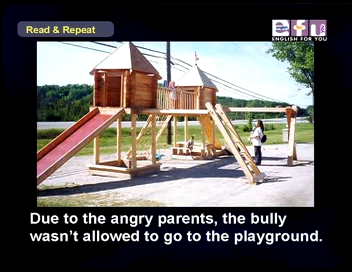 Read & Repeat
efu
ENGLISH FOR YOU
Due to the angry parents, the bully
wasn't allowed to go to the playground.